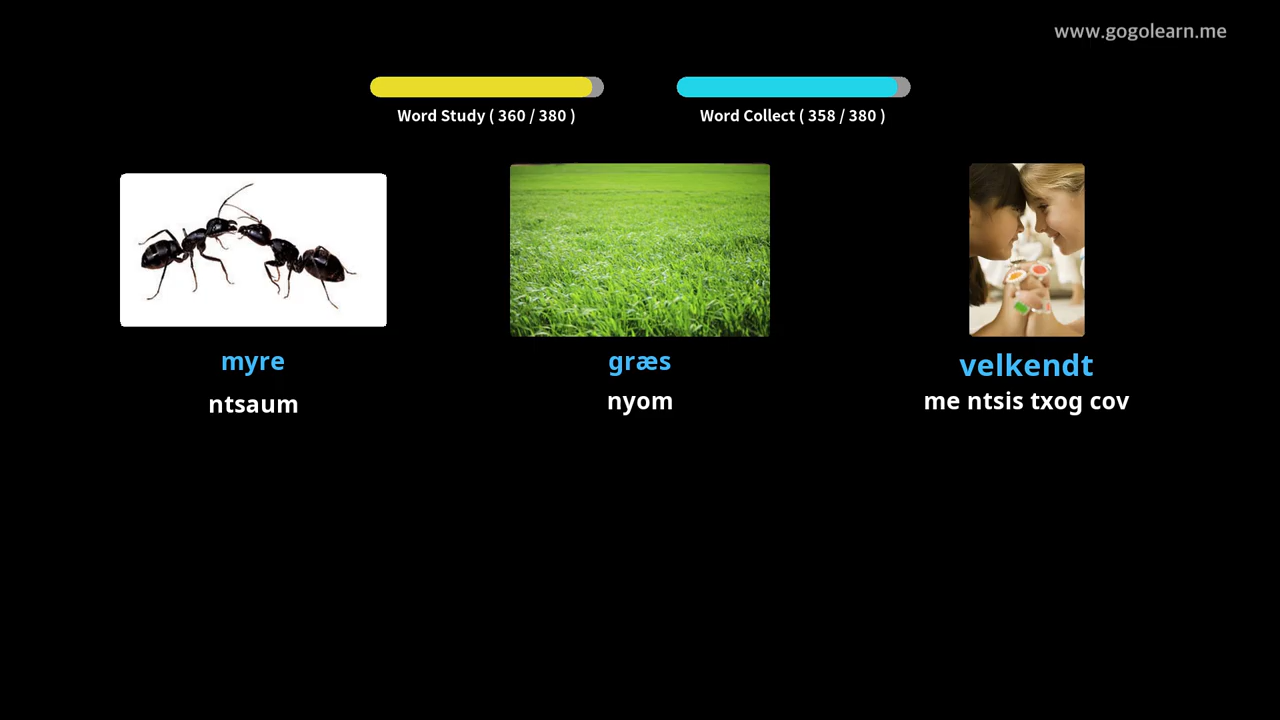 www.gogolearn.me
Word Study ( 360 / 380 )
Word Collect ( 358 / 380 )
myre
græs
velkendt
ntsaum
nyom
me ntsis txog cov